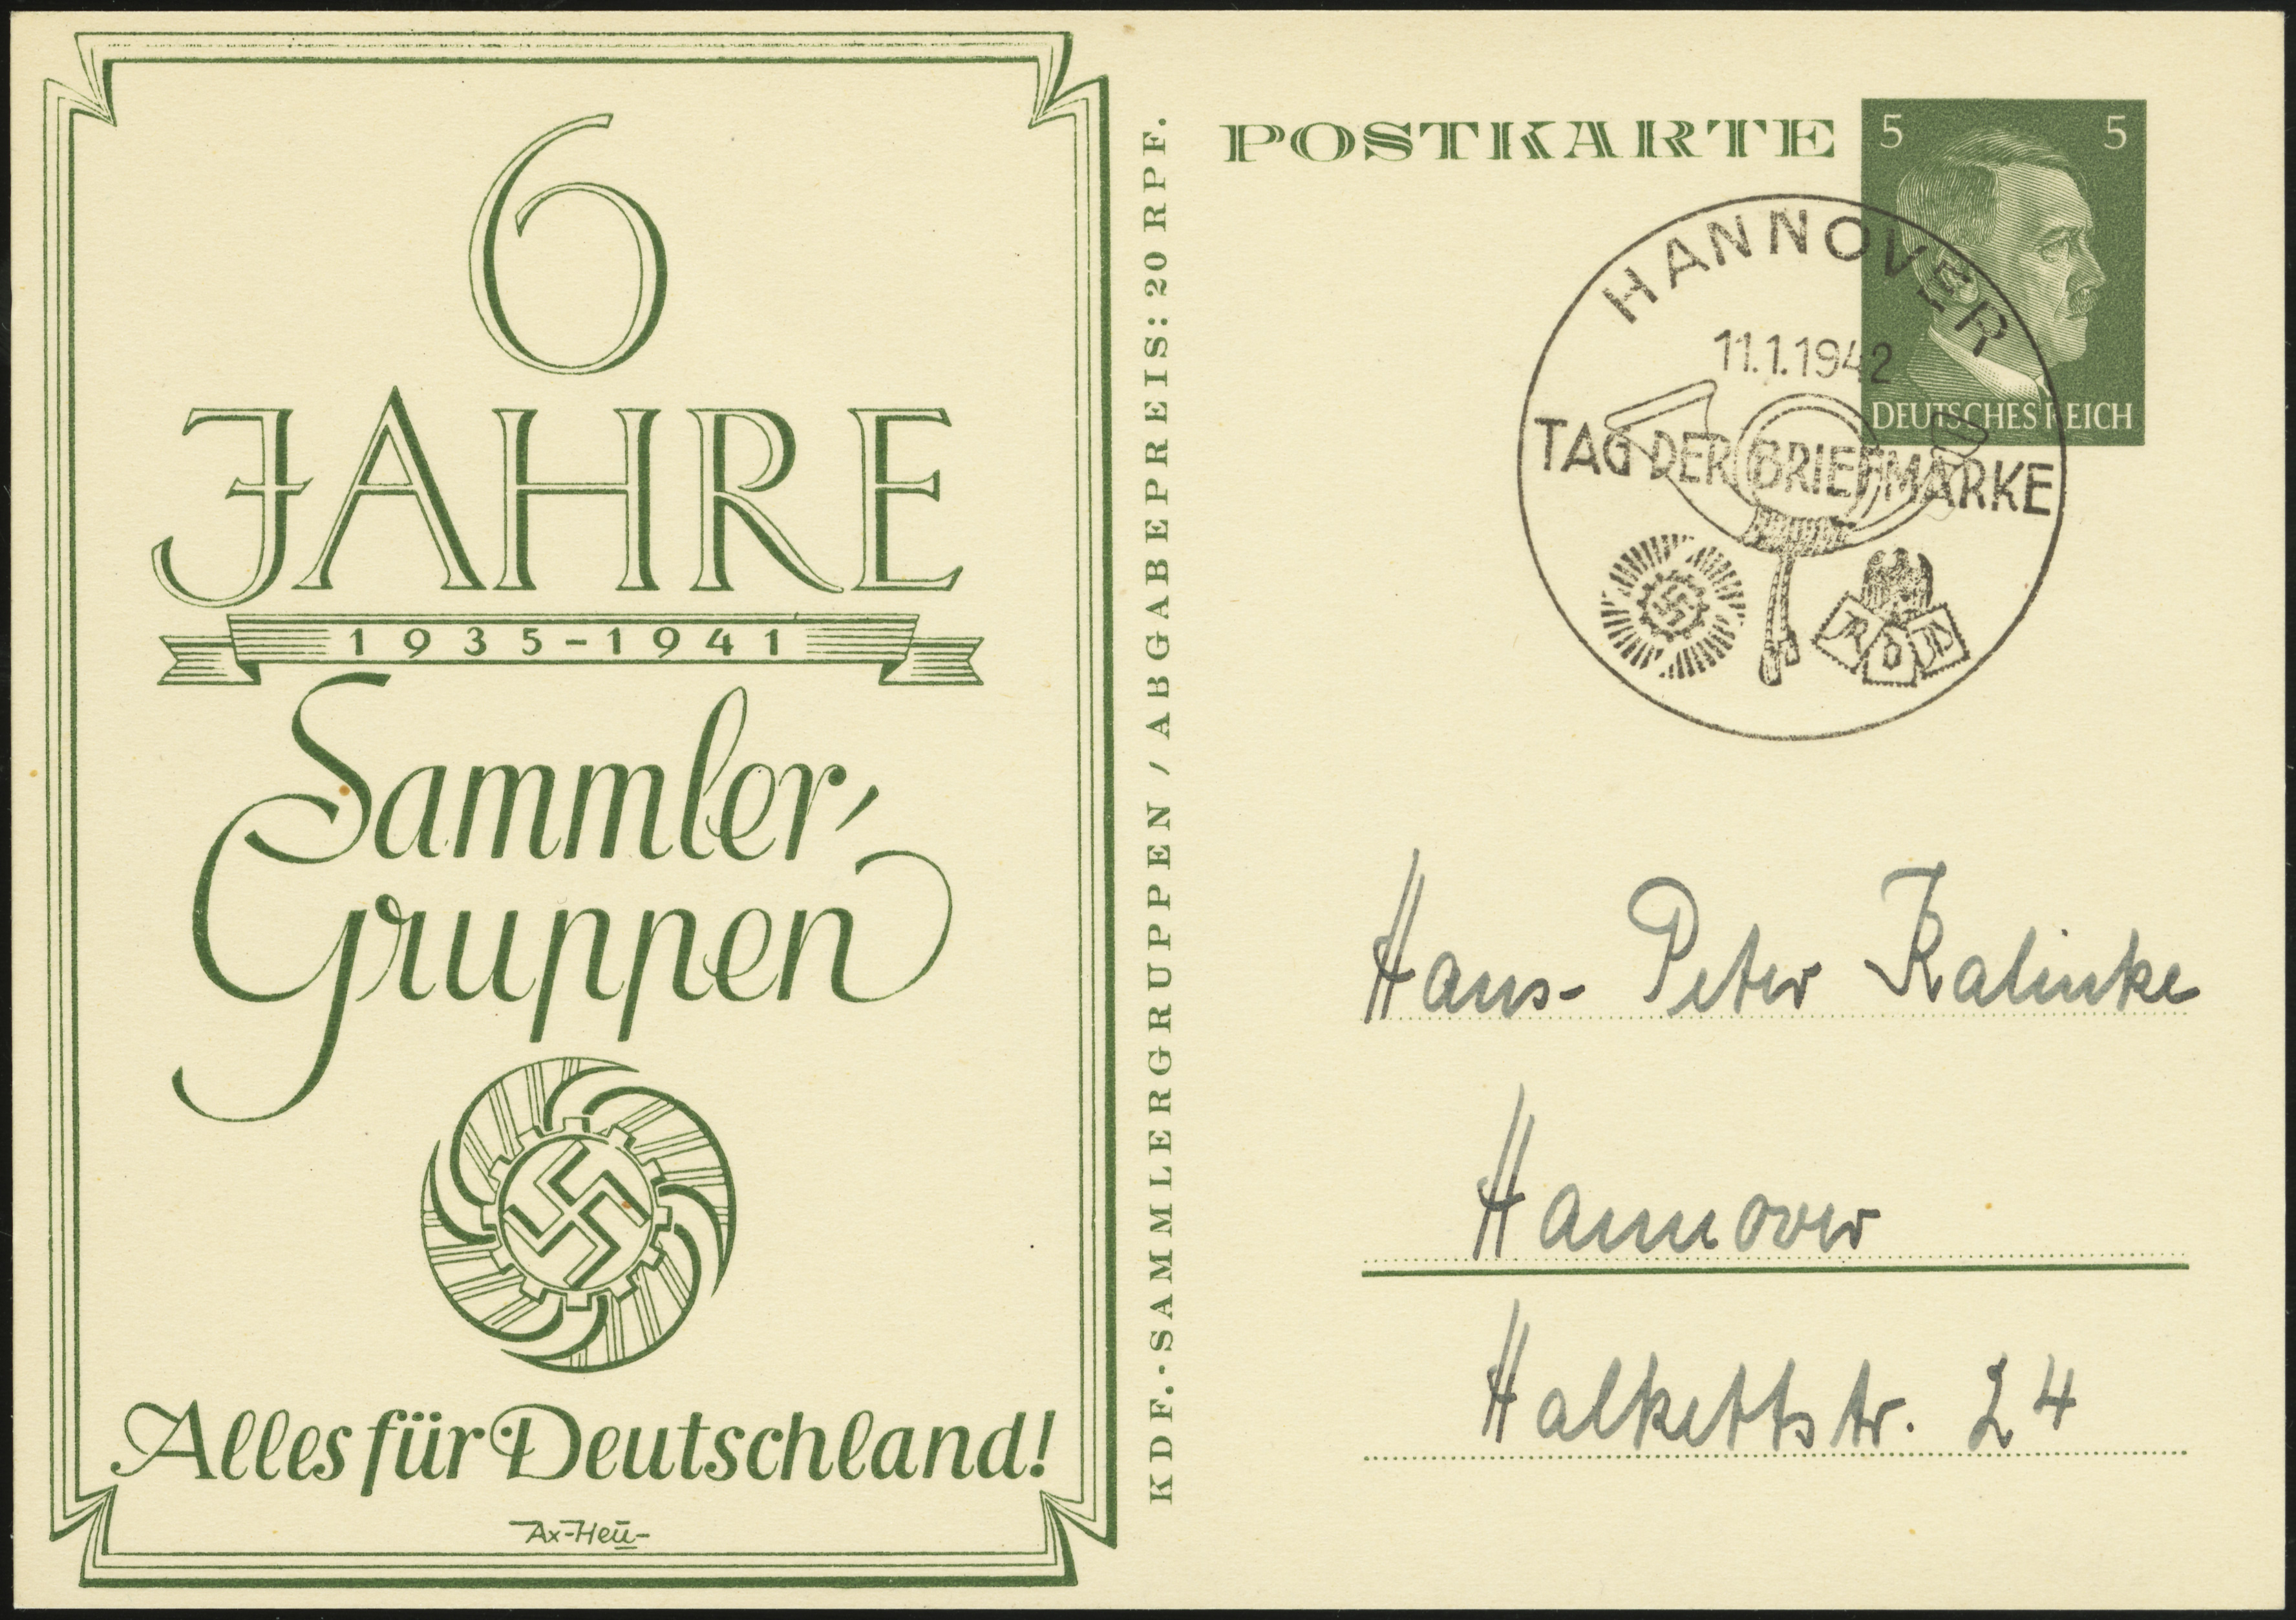 6
JAHRE
1935-1941
Sammler-
Gruppen
Alles für Deutschland!
Ax-Heu-
KDF.-SAMMLERGRUPPEN / ABGABEPREIS: 20 RPF.
POSTKARTE
5 5
DEUTSCHES REICH
HANNOVER
11.1.1942
TAG DER BRIEFMARKE
R D P
Hans-Peter Kalinke
Hannover
Halkettstr. 24